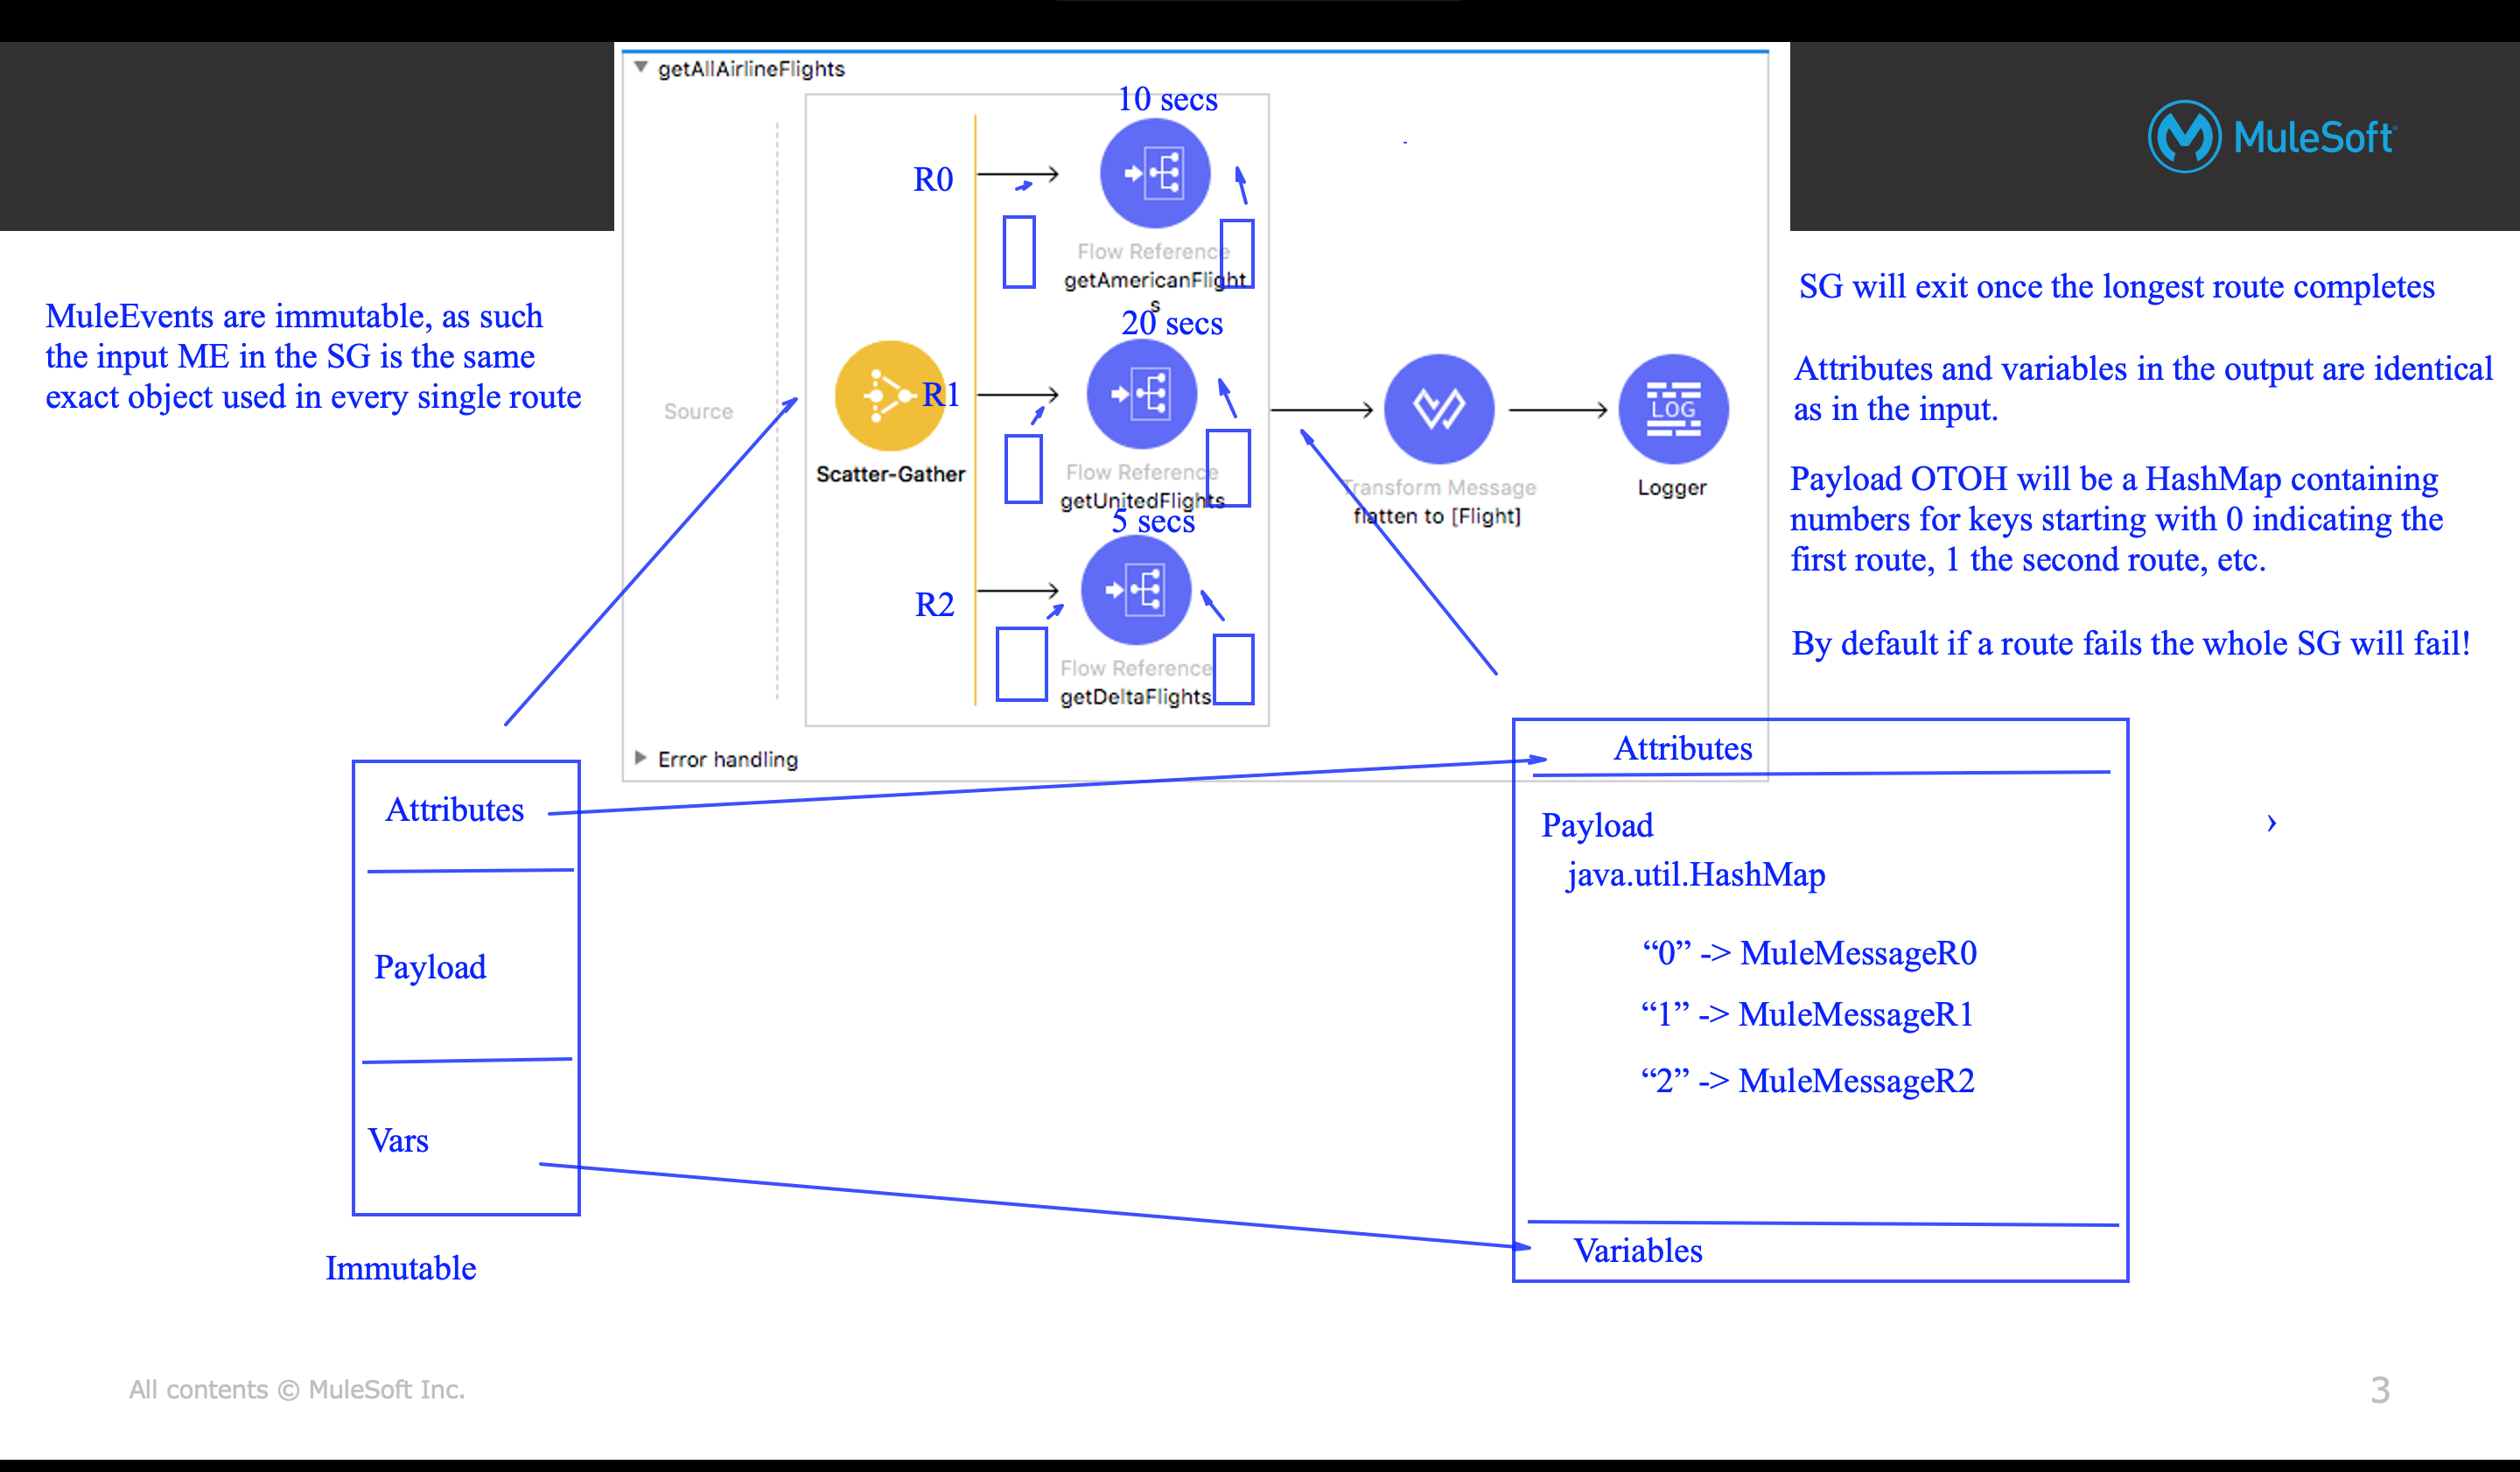 getAllAirlineFlights
10 secs
MuleSoft
R0
Flow Reference
getAmericanFlight
s
20 secs
MuleEvents are immutable, as such
the input ME in the SG is the same
exact object used in every single route
Source
Scatter-Gather
R1
Flow Reference
getUnitedFlights
5 secs
R2
Flow Reference
getDeltaFlights
Transform Message
flatten to [Flight]
LOG
Logger
Error handling
SG will exit once the longest route completes
Attributes and variables in the output are identical
as in the input.
Payload OTOH will be a HashMap containing
numbers for keys starting with 0 indicating the
first route, 1 the second route, etc.
By default if a route fails the whole SG will fail!
Attributes
Payload
Vars
Immutable
Attributes
Payload
java.util.HashMap
“0” -> MuleMessageR0
“1” -> MuleMessageR1
“2” -> MuleMessageR2
Variables
›
All contents © MuleSoft Inc.
3